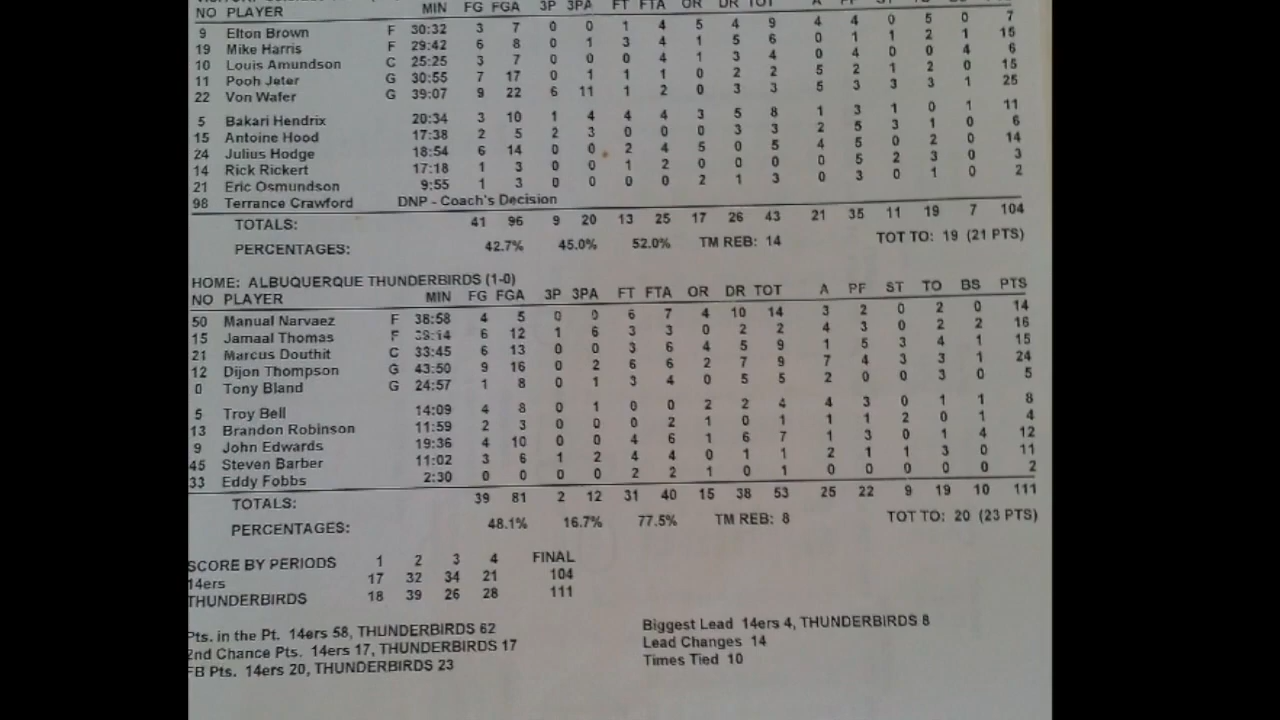 NO PLAYER MIN FG FGA 3P 3PA FT FTA OR DR TOT A PF ST
9 Elton Brown F 30:32 3 7 0 0 1 4 5 4 9 4 4 0 5 0 7
19 Mike Harris F 29:42 6 8 0 1 3 4 1 5 6 0 1 1 2 1 15
10 Louis Amundson C 25:25 3 7 0 0 0 4 1 3 4 0 4 0 0 4 6
11 Pooh Jeter G 30:55 7 17 0 1 1 1 0 2 2 5 2 1 2 0 15
22 Von Wafer G 39:07 9 22 6 11 1 2 0 3 3 5 3 3 3 1 25
5 Bakari Hendrix 20:34 3 10 1 4 4 4 3 5 8 1 3 1 0 1 11
15 Antoine Hood 17:38 2 5 2 3 0 0 0 3 3 2 5 3 1 0 6
24 Julius Hodge 18:54 6 14 0 0 2 4 5 0 5 4 5 0 2 0 14
14 Rick Rickert 17:18 1 3 0 0 1 2 0 0 0 0 5 2 3 0 3
21 Eric Osmundson 9:55 1 3 0 0 0 0 2 1 3 0 3 0 1 0 2
98 Terrance Crawford DNP - Coach's Decision
TOTALS: 41 96 9 20 13 25 17 26 43 21 35 11 19 7 104
PERCENTAGES: 42.7% 45.0% 52.0% TM REB: 14 TOT TO: 19 (21 PTS)
HOME: ALBUQUERQUE THUNDERBIRDS (1-0)
NO PLAYER MIN FG FGA 3P 3PA FT FTA OR DR TOT A PF ST TO BS PTS
50 Manual Narvaez F 38:58 4 5 0 0 6 7 4 10 14 3 2 0 2 0 14
15 Jamaal Thomas F 6 12 1 6 3 3 0 2 2 4 3 0 2 2 16
21 Marcus Douthit C 33:45 6 13 0 0 3 6 4 5 9 1 5 3 4 1 15
12 Dijon Thompson G 43:50 9 16 0 2 6 6 2 7 9 7 4 3 3 1 24
0 Tony Bland G 24:57 1 8 0 1 3 4 0 5 5 2 0 0 3 0 5
5 Troy Bell 14:09 4 8 0 1 0 0 2 2 4 4 3 0 1 1 8
13 Brandon Robinson 11:59 2 3 0 0 0 2 1 0 1 1 1 2 0 1 4
9 John Edwards 19:36 4 10 0 0 4 6 1 6 7 1 3 0 1 4 12
45 Steven Barber 11:02 3 6 1 2 4 4 0 1 1 2 1 1 3 0 11
33 Eddy Fobbs 2:30 0 0 0 0 2 2 1 0 1 0 0 0 0 0 2
TOTALS: 39 81 2 12 31 40 15 38 53 25 22 9 19 10 111
PERCENTAGES: 48.1% 16.7% 77.5% TM REB: 8 TOT TO: 20 (23 PTS)
SCORE BY PERIODS 1 2 3 4 FINAL
14ers 17 32 34 21 104
THUNDERBIRDS 18 39 26 28 111
Pts. in the Pt. 14ers 58, THUNDERBIRDS 62 Biggest Lead 14ers 4, THUNDERBIRDS 8
2nd Chance Pts. 14ers 17, THUNDERBIRDS 17 Lead Changes 14
FB Pts. 14ers 20, THUNDERBIRDS 23 Times Tied 10